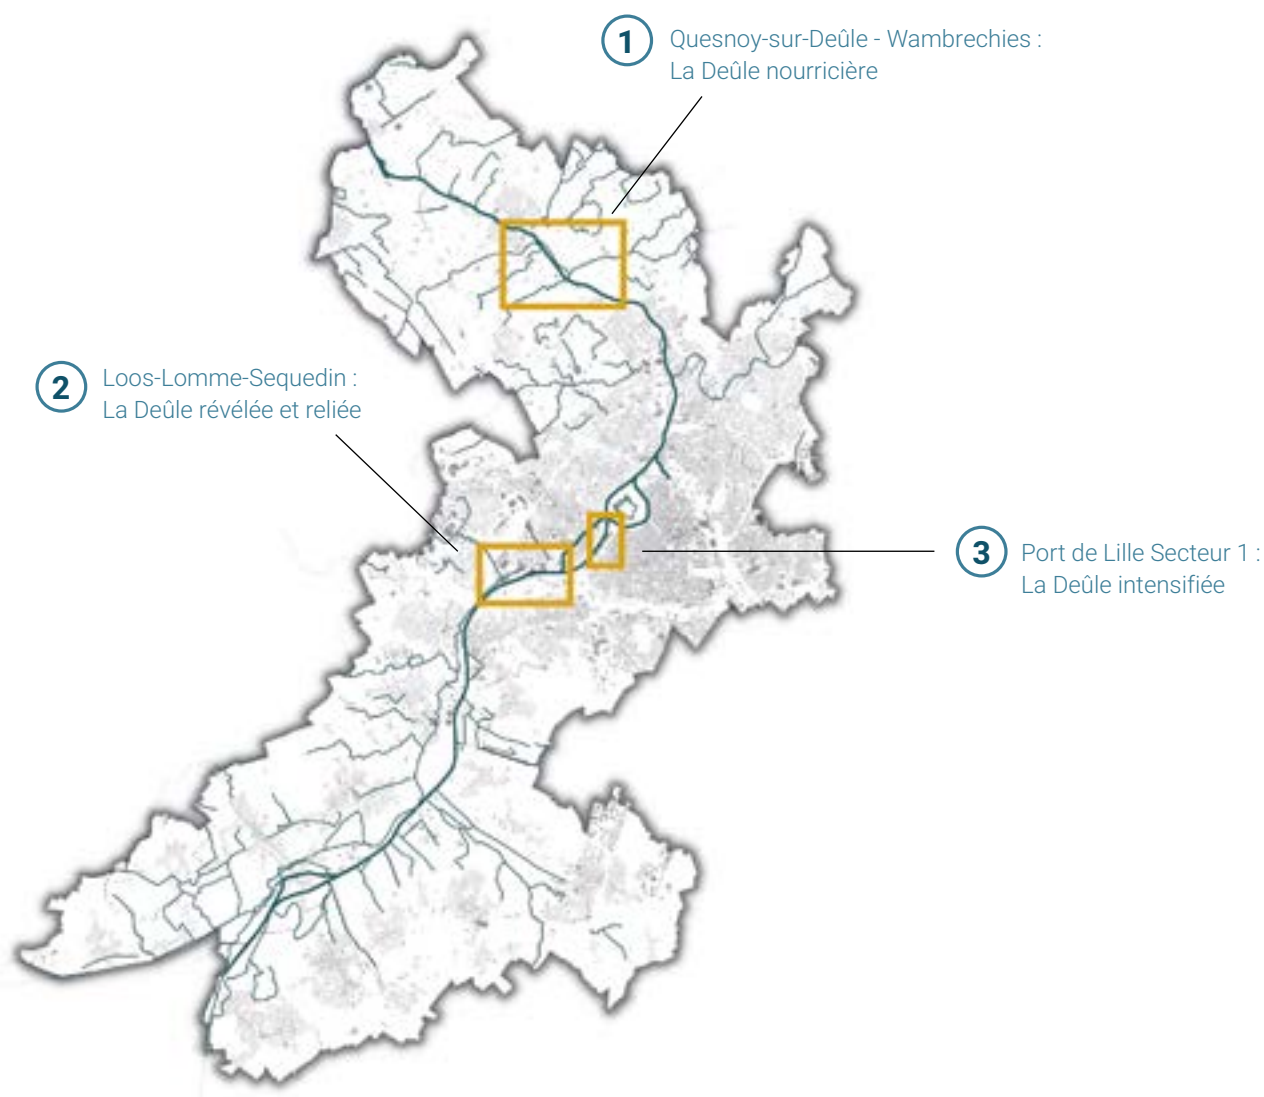 1
Quesnoy-sur-Deûle - Wambrechies :
La Deûle nourricière
2
Loos-Lomme-Sequedin :
La Deûle révélée et reliée
3
Port de Lille Secteur 1 :
La Deûle intensifiée